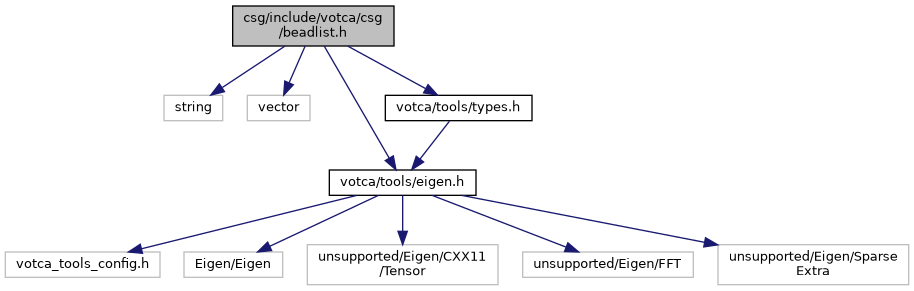 csg/include/votca/csg
/beadlist.h
string
vector
votca/tools/types.h
votca/tools/eigen.h
votca_tools_config.h
Eigen/Eigen
unsupported/Eigen/CXX11
/Tensor
unsupported/Eigen/FFT
unsupported/Eigen/Sparse
Extra